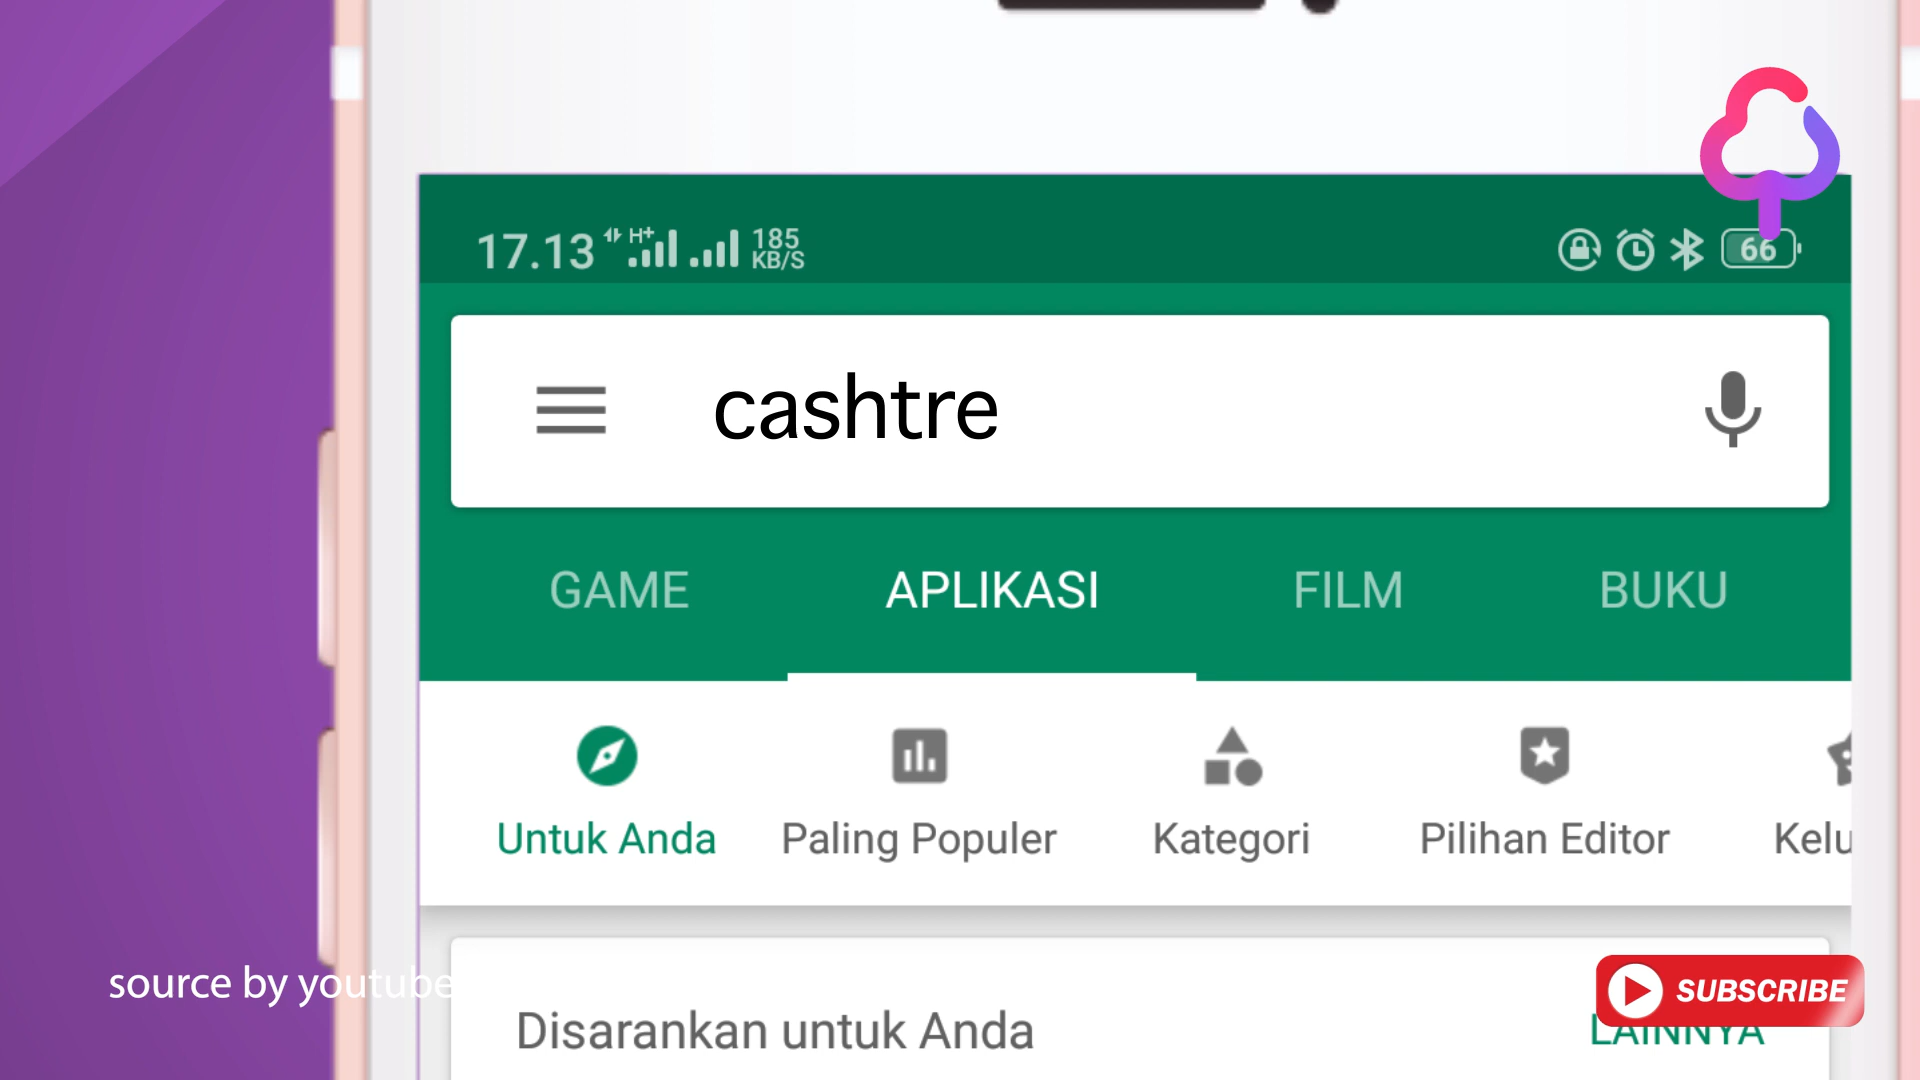 17.13 H+ 185 KB/S 66
cashtre
GAME APLIKASI FILM BUKU
Untuk Anda Paling Populer Kategori Pilihan Editor Kelu
source by youtube
SUBSCRIBE
Disarankan untuk Anda LAINNYA